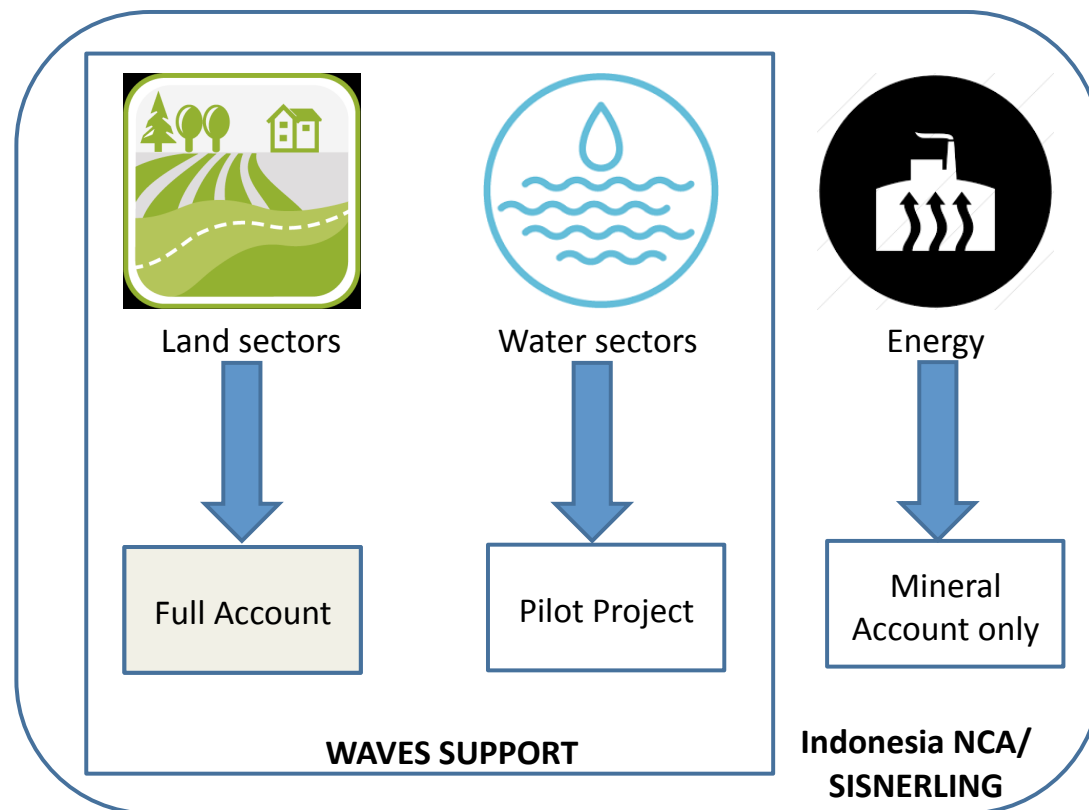 Land sectors
Water sectors
Energy
Full Account
Pilot Project
Mineral
Account only
WAVES SUPPORT
Indonesia NCA/
SISNERLING